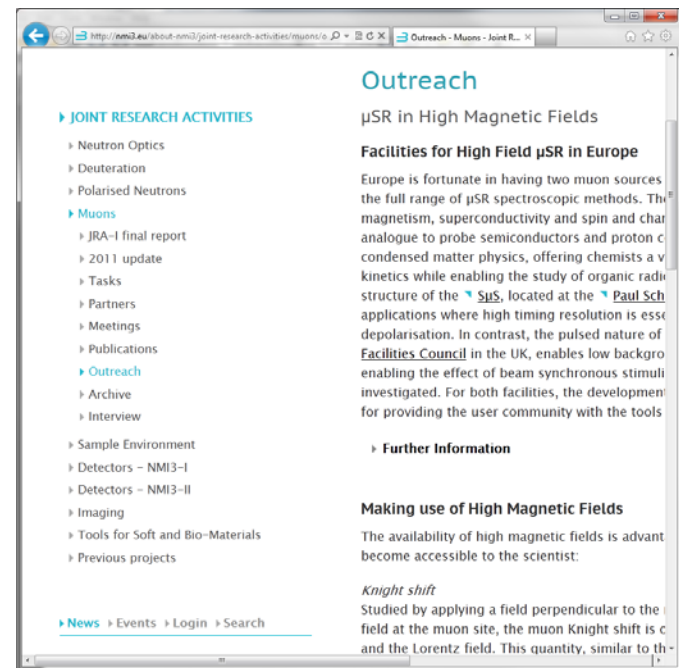 http://nmi3.eu/about-nmi3/joint-research-activities/muons/o
Outreach - Muons - Joint R...
JOINT RESEARCH ACTIVITIES
Neutron Optics
Deuteration
Polarised Neutrons
Muons
JRA-I final report
2011 update
Tasks
Partners
Meetings
Publications
Outreach
Archive
Interview
Sample Environment
Detectors – NMI3-I
Detectors – NMI3-II
Imaging
Tools for Soft and Bio-Materials
Previous projects
News Events Login Search
Outreach
µSR in High Magnetic Fields
Facilities for High Field µSR in Europe
Europe is fortunate in having two muon sources
the full range of µSR spectroscopic methods. The
magnetism, superconductivity and spin and char
analogue to probe semiconductors and proton c
condensed matter physics, offering chemists a v
kinetics while enabling the study of organic radi
structure of the SµS, located at the Paul Sch
applications where high timing resolution is esse
depolarisation. In contrast, the pulsed nature of
Facilities Council in the UK, enables low backgro
enabling the effect of beam synchronous stimuli
investigated. For both facilities, the development
for providing the user community with the tools
Further Information
Making use of High Magnetic Fields
The availability of high magnetic fields is advant
become accessible to the scientist:
Knight shift
Studied by applying a field perpendicular to the
field at the muon site, the muon Knight shift is c
and the Lorentz field. This quantity, similar to th